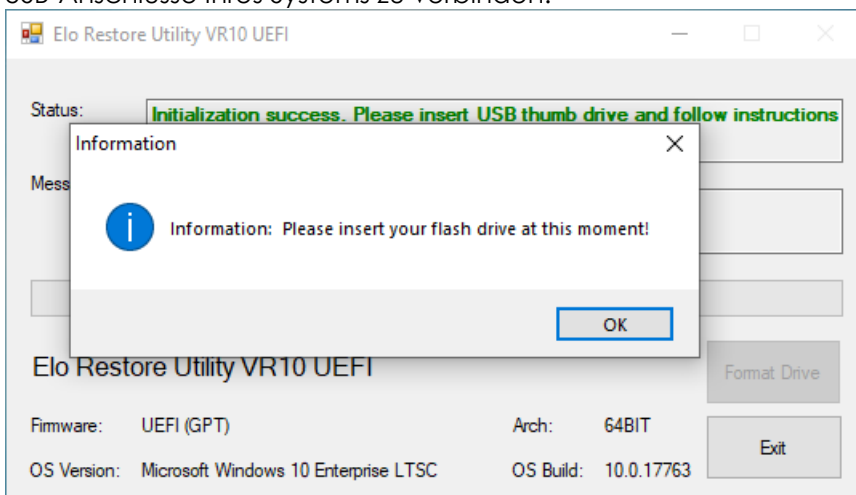 USB-Anschlüsse Ihres Systems zu verbinden.
Elo Restore Utility VR10 UEFI
Status:
Initialization success. Please insert USB thumb drive and follow instructions
Information
Mess
Information: Please insert your flash drive at this moment!
OK
Elo Restore Utility VR10 UEFI
Format Drive
Firmware: UEFI (GPT) Arch: 64BIT
Exit
OS Version: Microsoft Windows 10 Enterprise LTSC OS Build: 10.0.17763